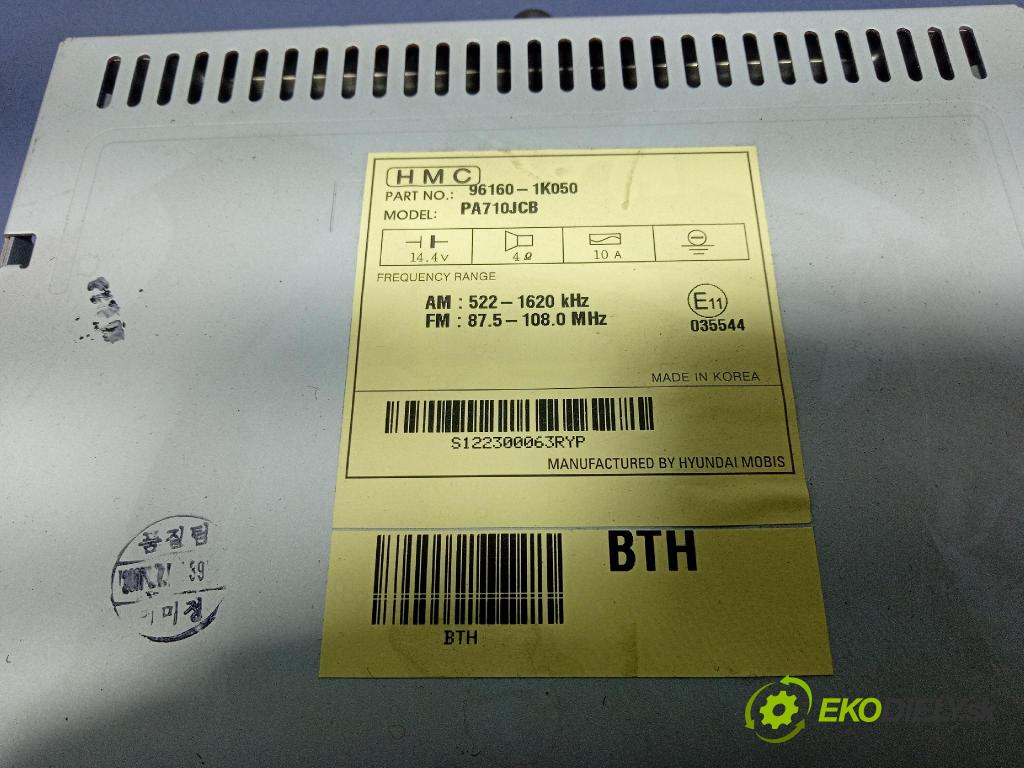 HMC
PART NO.: 96160-1K050
MODEL: PA710JCB
14.4V 4Ω 10 A
FREQUENCY RANGE
AM : 522-1620 kHz
FM : 87.5-108.0 MHz
E11
035544
MADE IN KOREA
S122300063RYP
MANUFACTURED BY HYUNDAI MOBIS
BTH
BTH
품질팀
미정
EKODIELY.sk